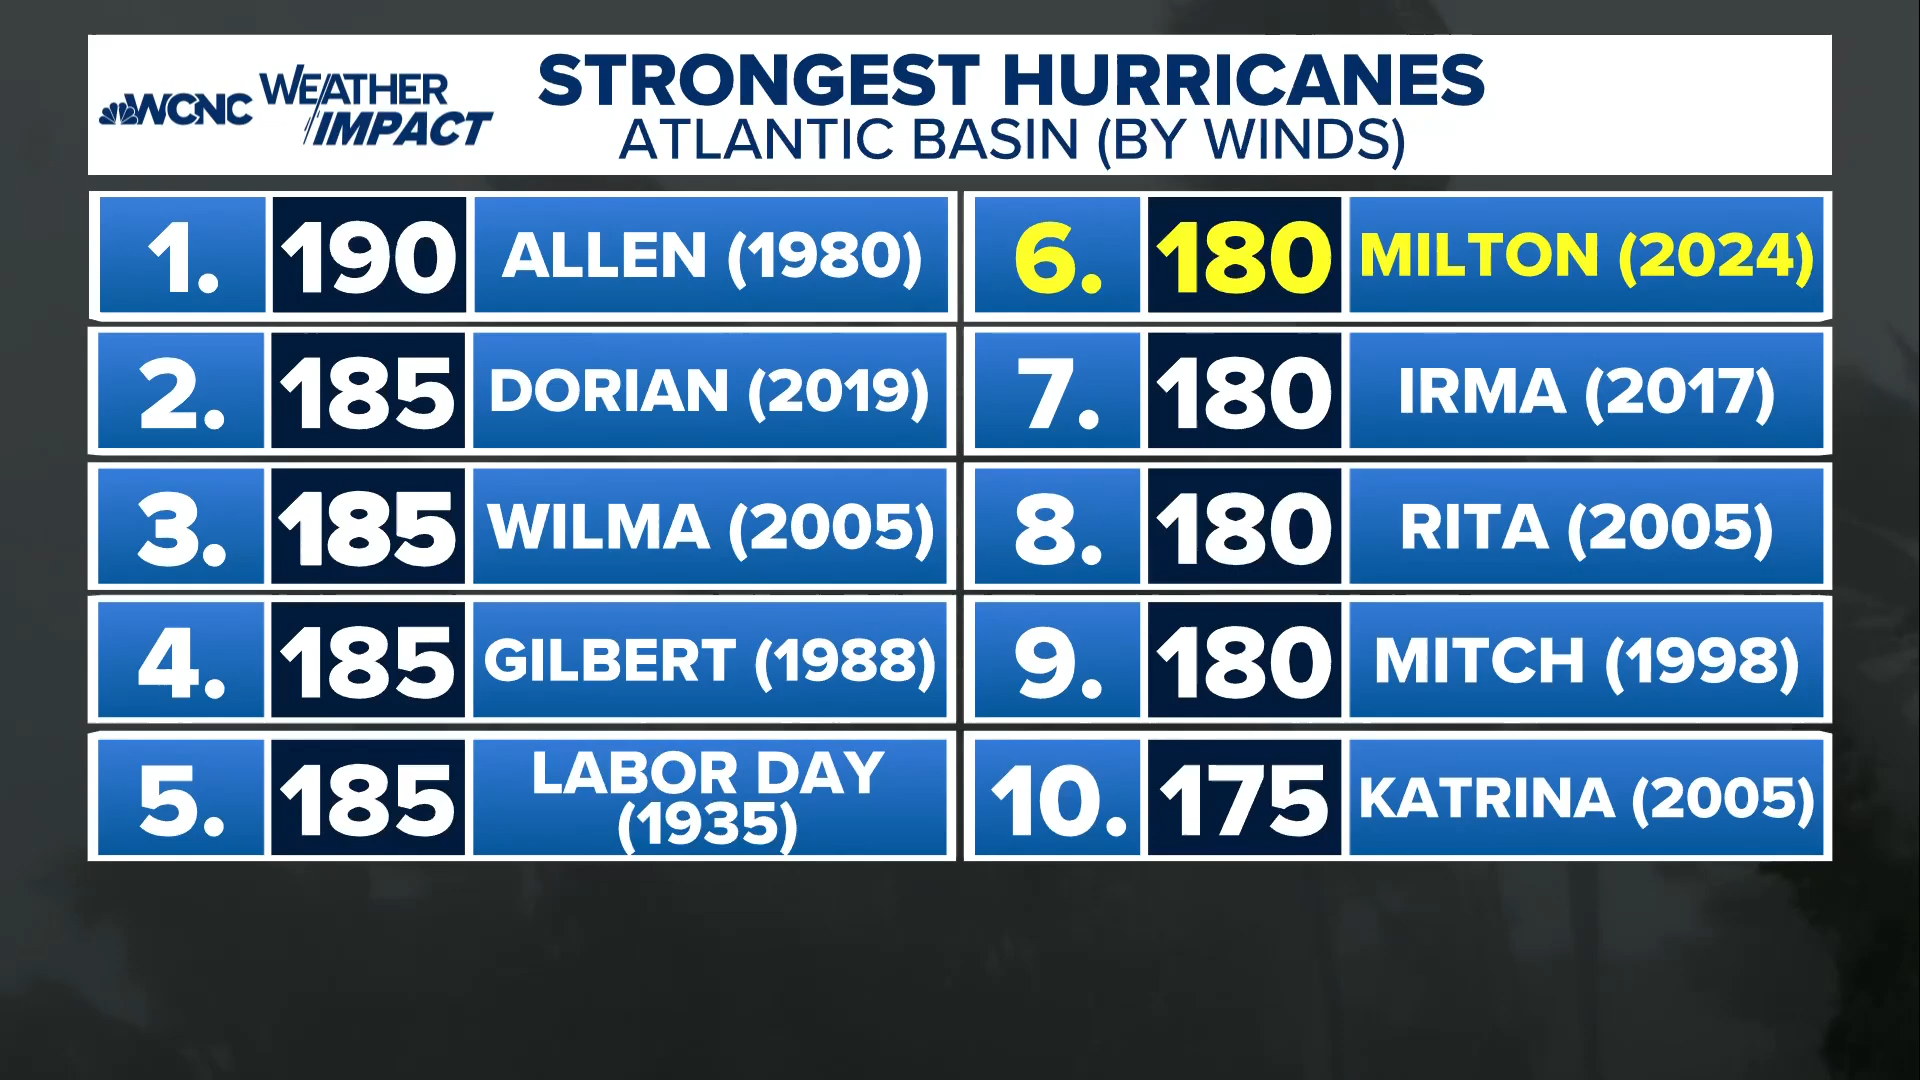 WCNC
WEATHER
IMPACT
STRONGEST HURRICANES
ATLANTIC BASIN (BY WINDS)
1. 190 ALLEN (1980)
2. 185 DORIAN (2019)
3. 185 WILMA (2005)
4. 185 GILBERT (1988)
5. 185 LABOR DAY
(1935)
6. 180 MILTON (2024)
7. 180 IRMA (2017)
8. 180 RITA (2005)
9. 180 MITCH (1998)
10. 175 KATRINA (2005)